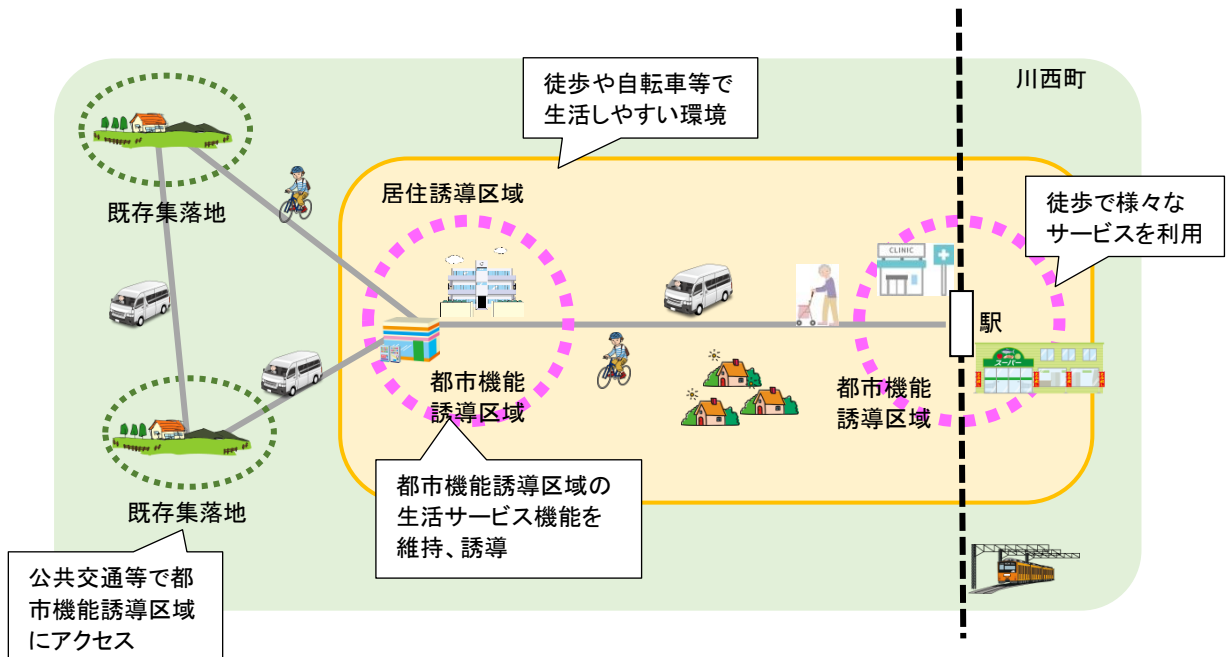 川西町
徒歩や自転車等で
生活しやすい環境
居住誘導区域
徒歩で様々な
サービスを利用
既存集落地
CLINIC
駅
スーパー
都市機能
誘導区域
都市機能
誘導区域
都市機能誘導区域の
生活サービス機能を
維持、誘導
既存集落地
公共交通等で都
市機能誘導区域
にアクセス